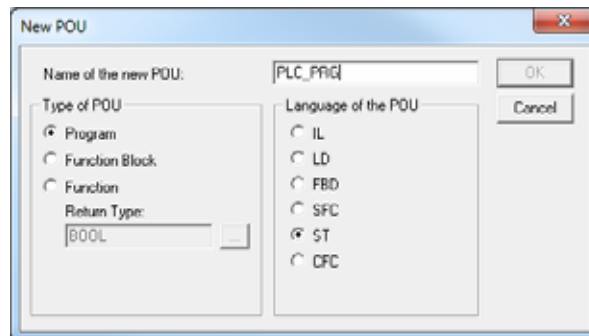 New POU
Name of the new POU:
PLC_PRG
OK
Cancel
Type of POU
Program
Function Block
Function
Return Type:
BOOL
...
Language of the POU
IL
LD
FBD
SFC
ST
CFC